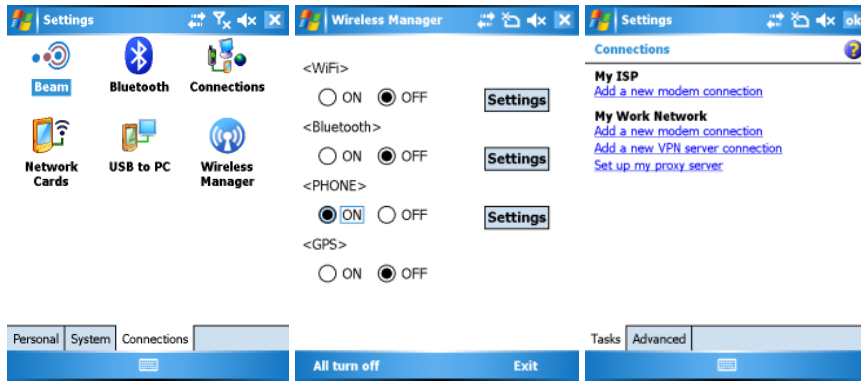 Settings
Beam
Bluetooth
Connections
Network
Cards
USB to PC
Wireless
Manager
Personal
System
Connections
Wireless Manager
<WiFi>
ON
OFF
Settings
<Bluetooth>
ON
OFF
Settings
<PHONE>
ON
OFF
Settings
<GPS>
ON
OFF
All turn off
Exit
Settings
ok
Connections
?
My ISP
Add a new modem connection
My Work Network
Add a new modem connection
Add a new VPN server connection
Set up my proxy server
Tasks
Advanced